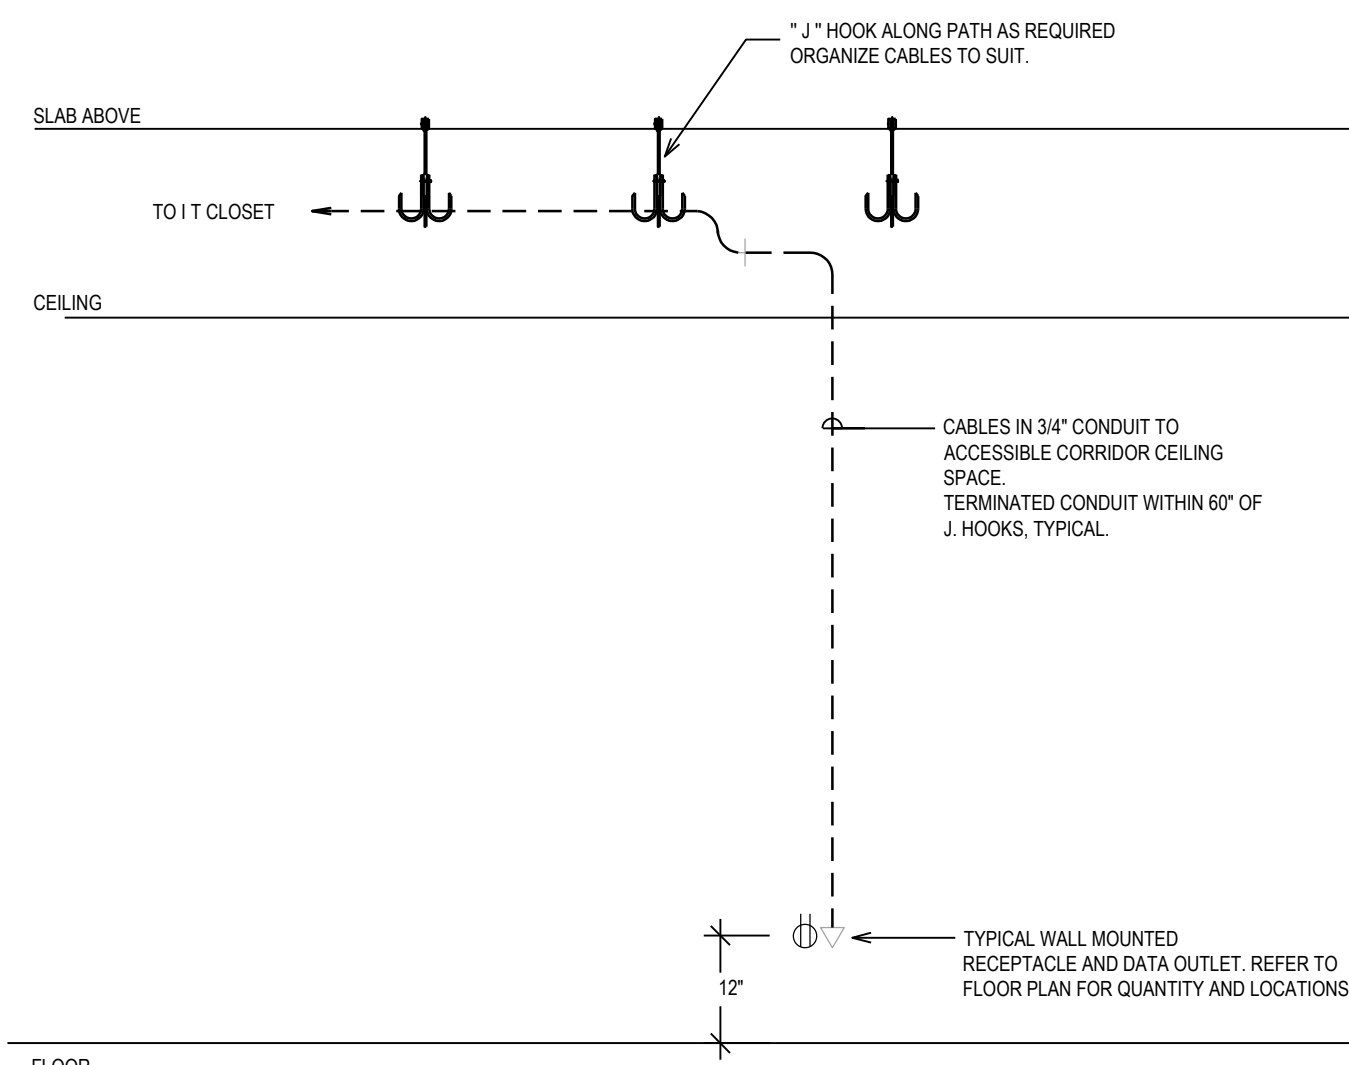 " J " HOOK ALONG PATH AS REQUIRED
ORGANIZE CABLES TO SUIT.
SLAB ABOVE
TO I T CLOSET
CEILING
CABLES IN 3/4" CONDUIT TO
ACCESSIBLE CORRIDOR CEILING
SPACE.
TERMINATED CONDUIT WITHIN 60" OF
J. HOOKS, TYPICAL.
TYPICAL WALL MOUNTED
RECEPTACLE AND DATA OUTLET. REFER TO
FLOOR PLAN FOR QUANTITY AND LOCATIONS
12"
FLOOR